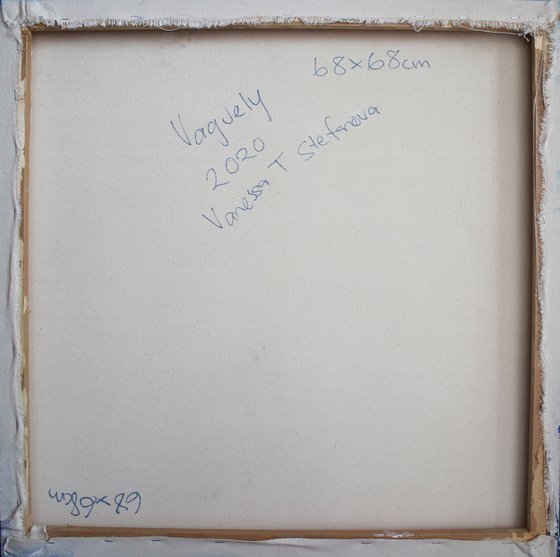 68x68cm
Vaguely
2020
Vanessa T Stefanova
68x68cm